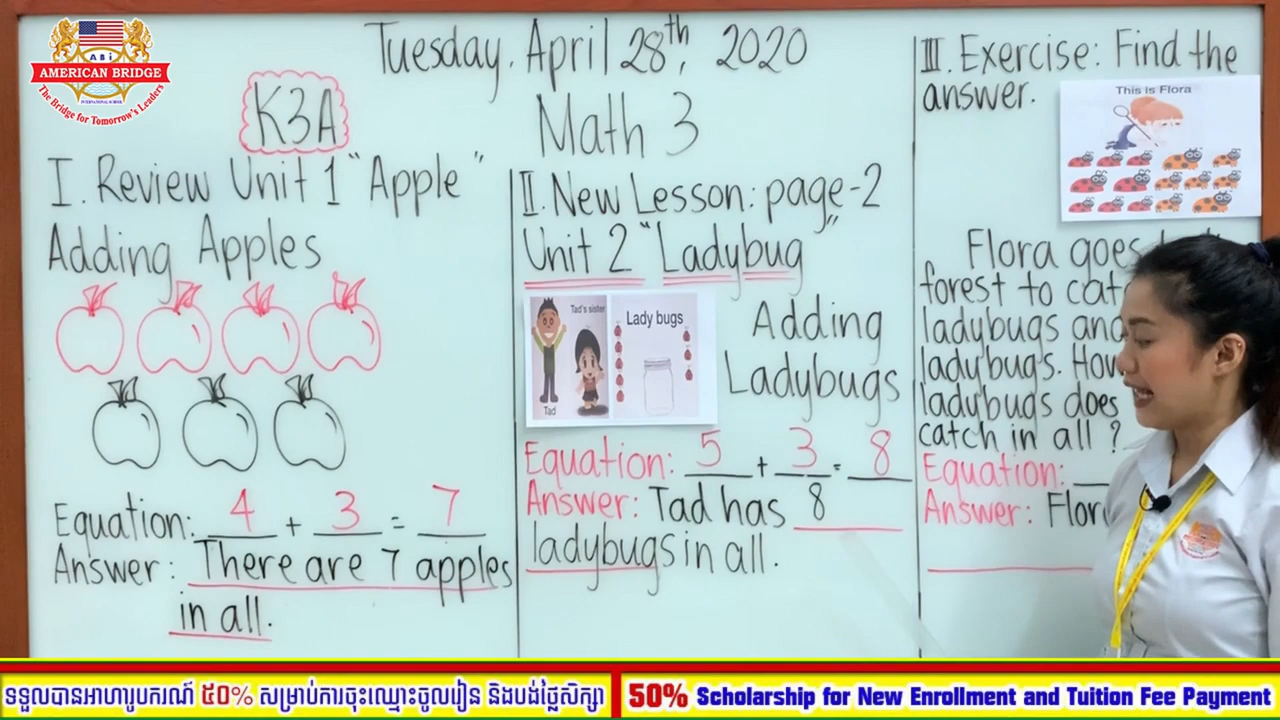 ABi
AMERICAN BRIDGE
INTERNATIONAL SCHOOL
The Bridge for Tomorrow's Leaders
Tuesday. April 28th, 2020
K3A
Math 3
I. Review Unit 1 "Apple"
Adding Apples
Equation: 4 + 3 = 7
Answer: There are 7 apples
in all.
II. New Lesson: page-2
Unit 2 "Ladybug"
Tad's sister
Tad
Lady bugs
Adding
Ladybugs
Equation: 5 + 3 = 8
Answer: Tad has 8
ladybugs in all.
III. Exercise: Find the
answer.
This is Flora
Flora goes
forest to
ladybugs and
ladybugs.
ladybugs does
catch in all?
Equation:
Answer:
ទទួលបានអាហារូបករណ៍ ៥០% សម្រាប់ការចុះឈ្មោះចូលរៀន និងបង់ថ្លៃសិក្សា
50% Scholarship for New Enrollment and Tuition Fee Payment